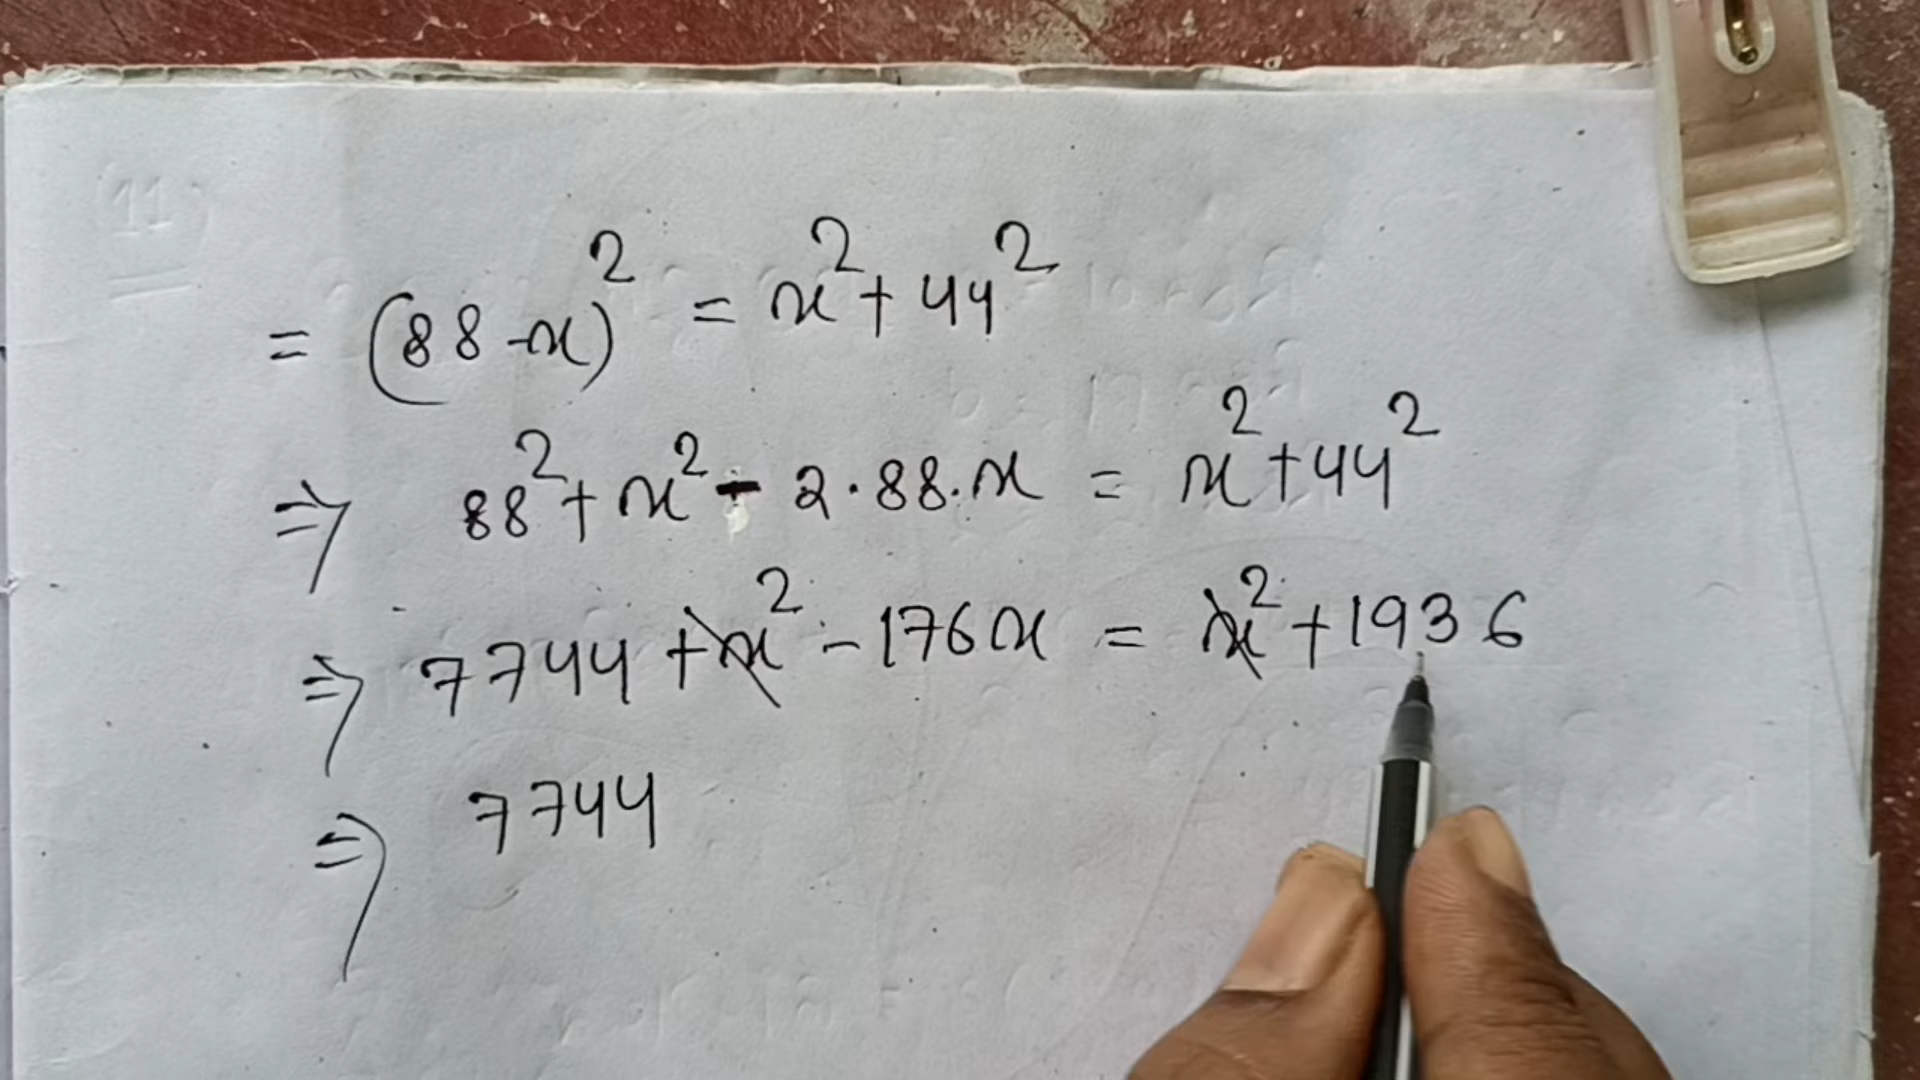 = (88-x)² = x²+44²
⇒ 88²+x²-2·88·x = x²+44²
⇒ 7744+x²-176x = x²+1936
⇒ 7744